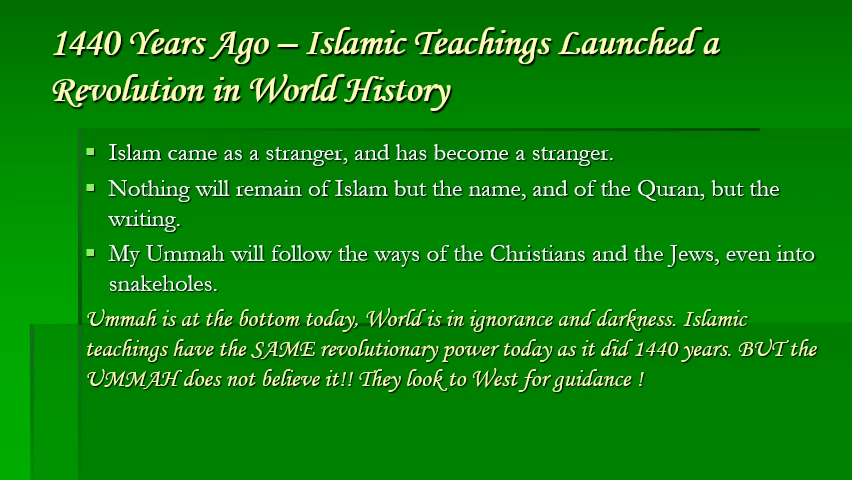 1440 Years Ago – Islamic Teachings Launched a
Revolution in World History
Islam came as a stranger, and has become a stranger.
Nothing will remain of Islam but the name, and of the Quran, but the
writing.
My Ummah will follow the ways of the Christians and the Jews, even into
snakeholes.
Ummah is at the bottom today, World is in ignorance and darkness. Islamic
teachings have the SAME revolutionary power today as it did 1440 years. BUT the
UMMAH does not believe it!! They look to West for guidance !